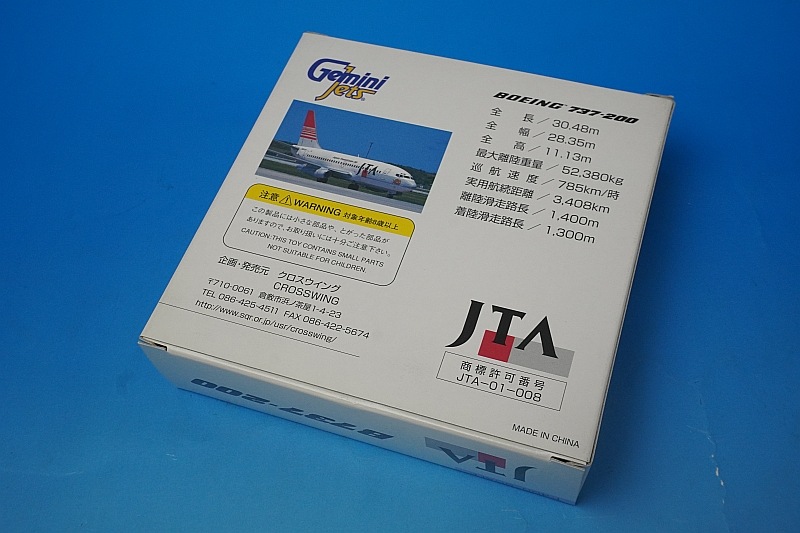 Gemini
Jets
JTA
注意 WARNING 対象年齢8歳以上
この製品には小さな部品や、とがった部品が
ありますので、お取り扱いには十分ご注意下さい。
CAUTION:THIS TOY CONTAINS SMALL PARTS
NOT SUITABLE FOR CHILDREN.
企画・発売元 クロスウイング
CROSSWING
〒710-0061 倉敷市浜ノ茶屋1-4-23
TEL 086-425-4511 FAX 086-422-5674
http://www.sqr.or.jp/usr/crosswing/
BOEING 737-200
全長／30.48m
全幅／28.35m
全高／11.13m
最大離陸重量／52,380kg
巡航速度／785km/時
実用航続距離／3,408km
離陸滑走路長／1,400m
着陸滑走路長／1,300m
JTA
商標許可番号
JTA-01-008
MADE IN CHINA
B737-200
JTA